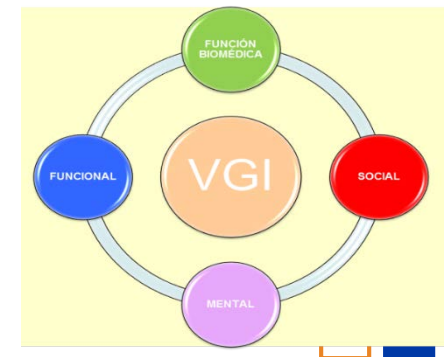 FUNCIÓN
BIOMÉDICA
FUNCIONAL
VGI
SOCIAL
MENTAL